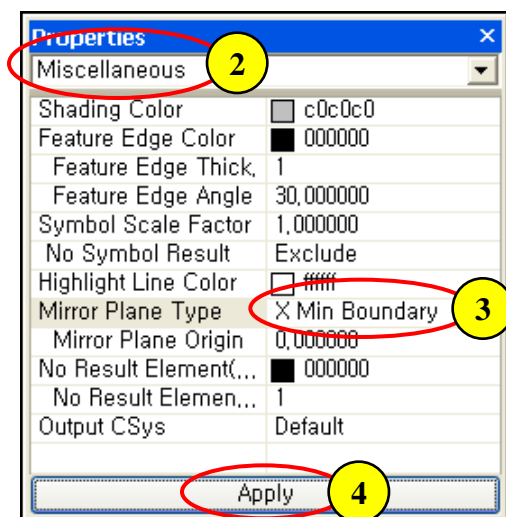 Properties ×
Miscellaneous 2
Shading Color c0c0c0
Feature Edge Color 000000
Feature Edge Thick, 1
Feature Edge Angle 30,000000
Symbol Scale Factor 1,000000
No Symbol Result Exclude
Highlight Line Color ffffff
Mirror Plane Type X Min Boundary 3
Mirror Plane Origin 0,000000
No Result Element(,,, 000000
No Result Elemen,,, 1
Output CSys Default
Apply 4